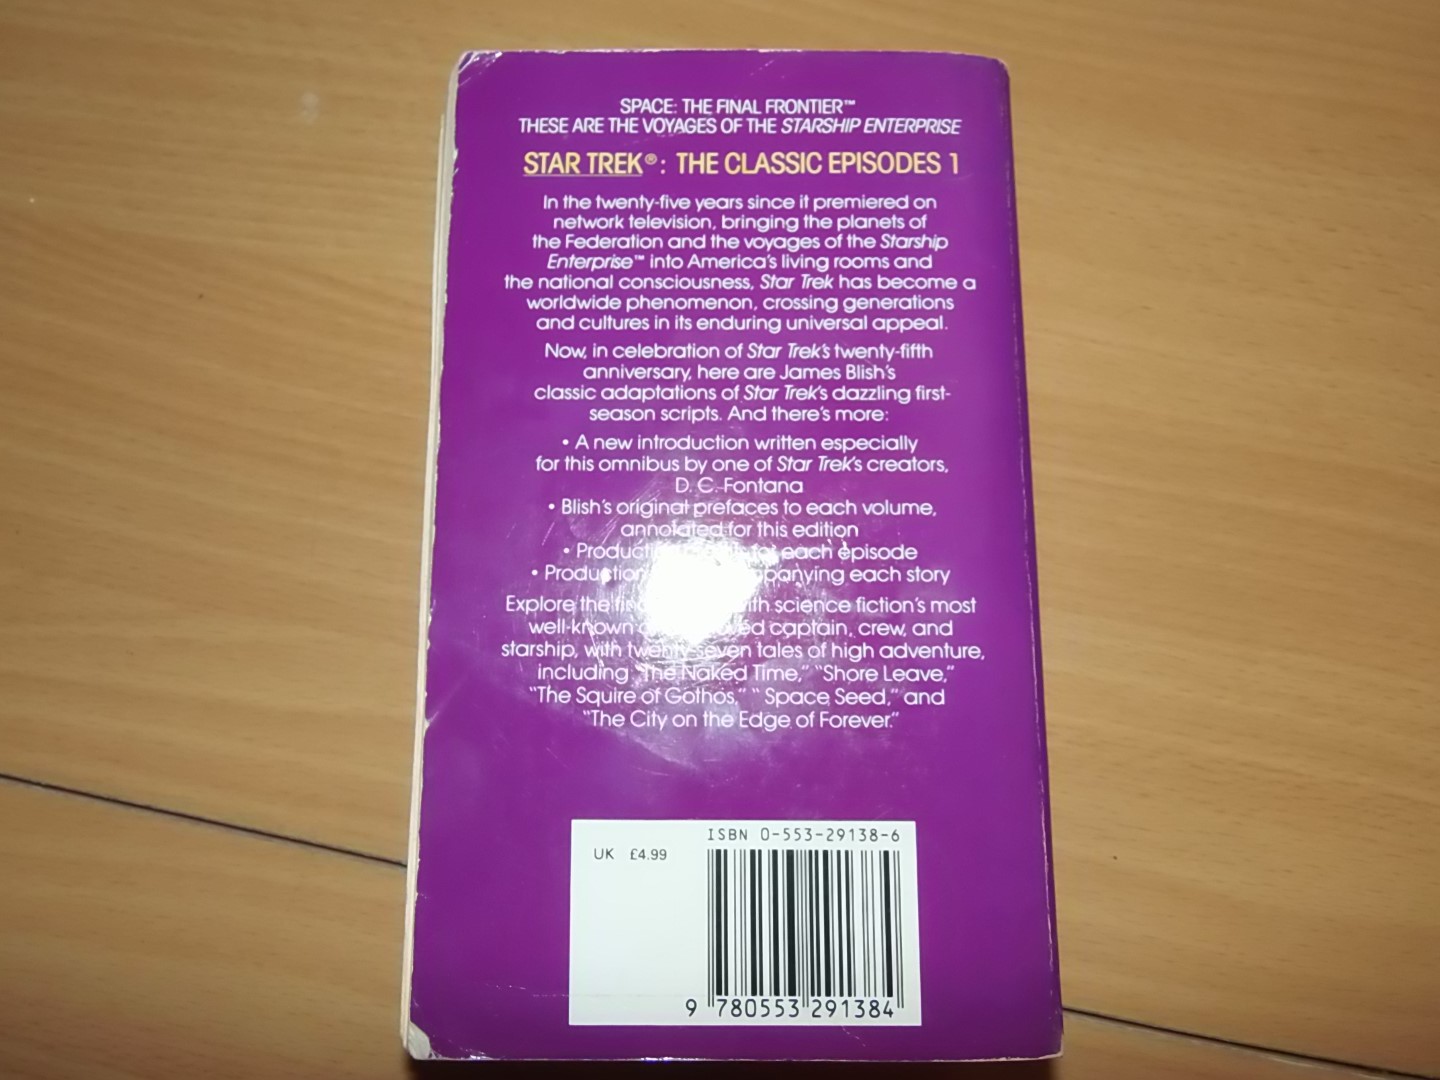 SPACE: THE FINAL FRONTIER™
THESE ARE THE VOYAGES OF THE STARSHIP ENTERPRISE
STAR TREK®: THE CLASSIC EPISODES 1
In the twenty-five years since it premiered on
network television, bringing the planets of
the Federation and the voyages of the Starship
Enterprise™ into America's living rooms and
the national consciousness, Star Trek has become a
worldwide phenomenon, crossing generations
and cultures in its enduring universal appeal.
Now, in celebration of Star Trek's twenty-fifth
anniversary, here are James Blish's
classic adaptations of Star Trek's dazzling first-
season scripts. And there's more:
• A new introduction written especially
for this omnibus by one of Star Trek's creators,
D. C. Fontana
• Blish's original prefaces to each volume,
annotated for this edition
• Production for each episode
• Production accompanying each story
Explore the with science fiction's most
well-known captain, crew, and
starship, with twenty-seven tales of high adventure,
including "The Naked Time," "Shore Leave,"
"The Squire of Gothos," " Space Seed," and
"The City on the Edge of Forever."
ISBN 0-553-29138-6
UK £4.99
9 780553 291384